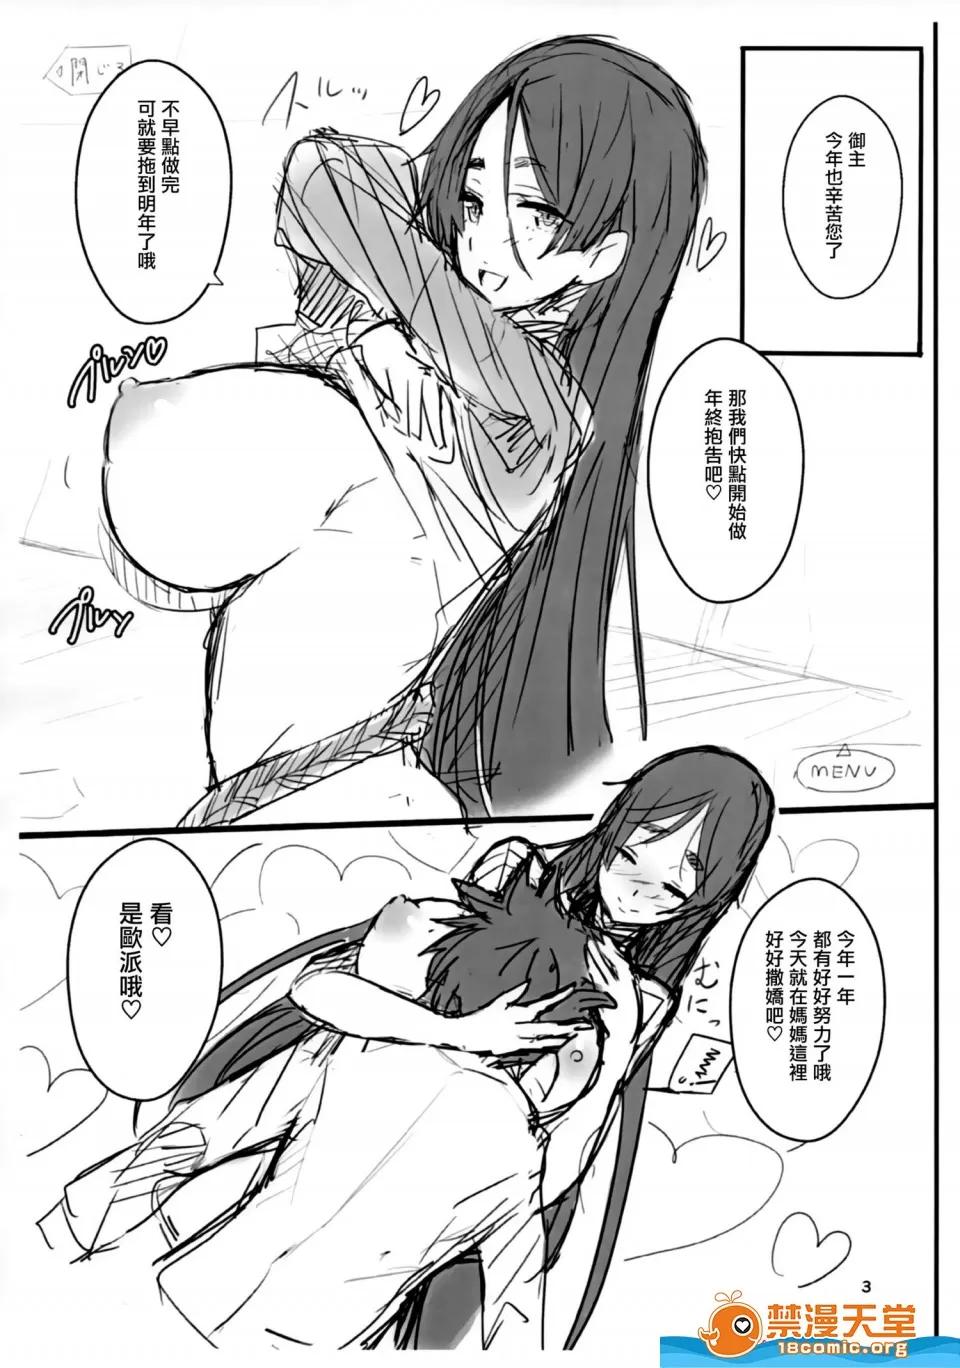 御主
今年也辛苦您了
那我們快點開始做
年終抱告吧♡
不早點做完
可就要拖到明年了哦
閉じる
プルン♡
プルン
MENU
今年一年
都有好好努力了哦
今天就在媽媽這裡
好好撒嬌吧♡
むにっ
看♡
是歐派哦♡
3
禁漫天堂
18comic.org